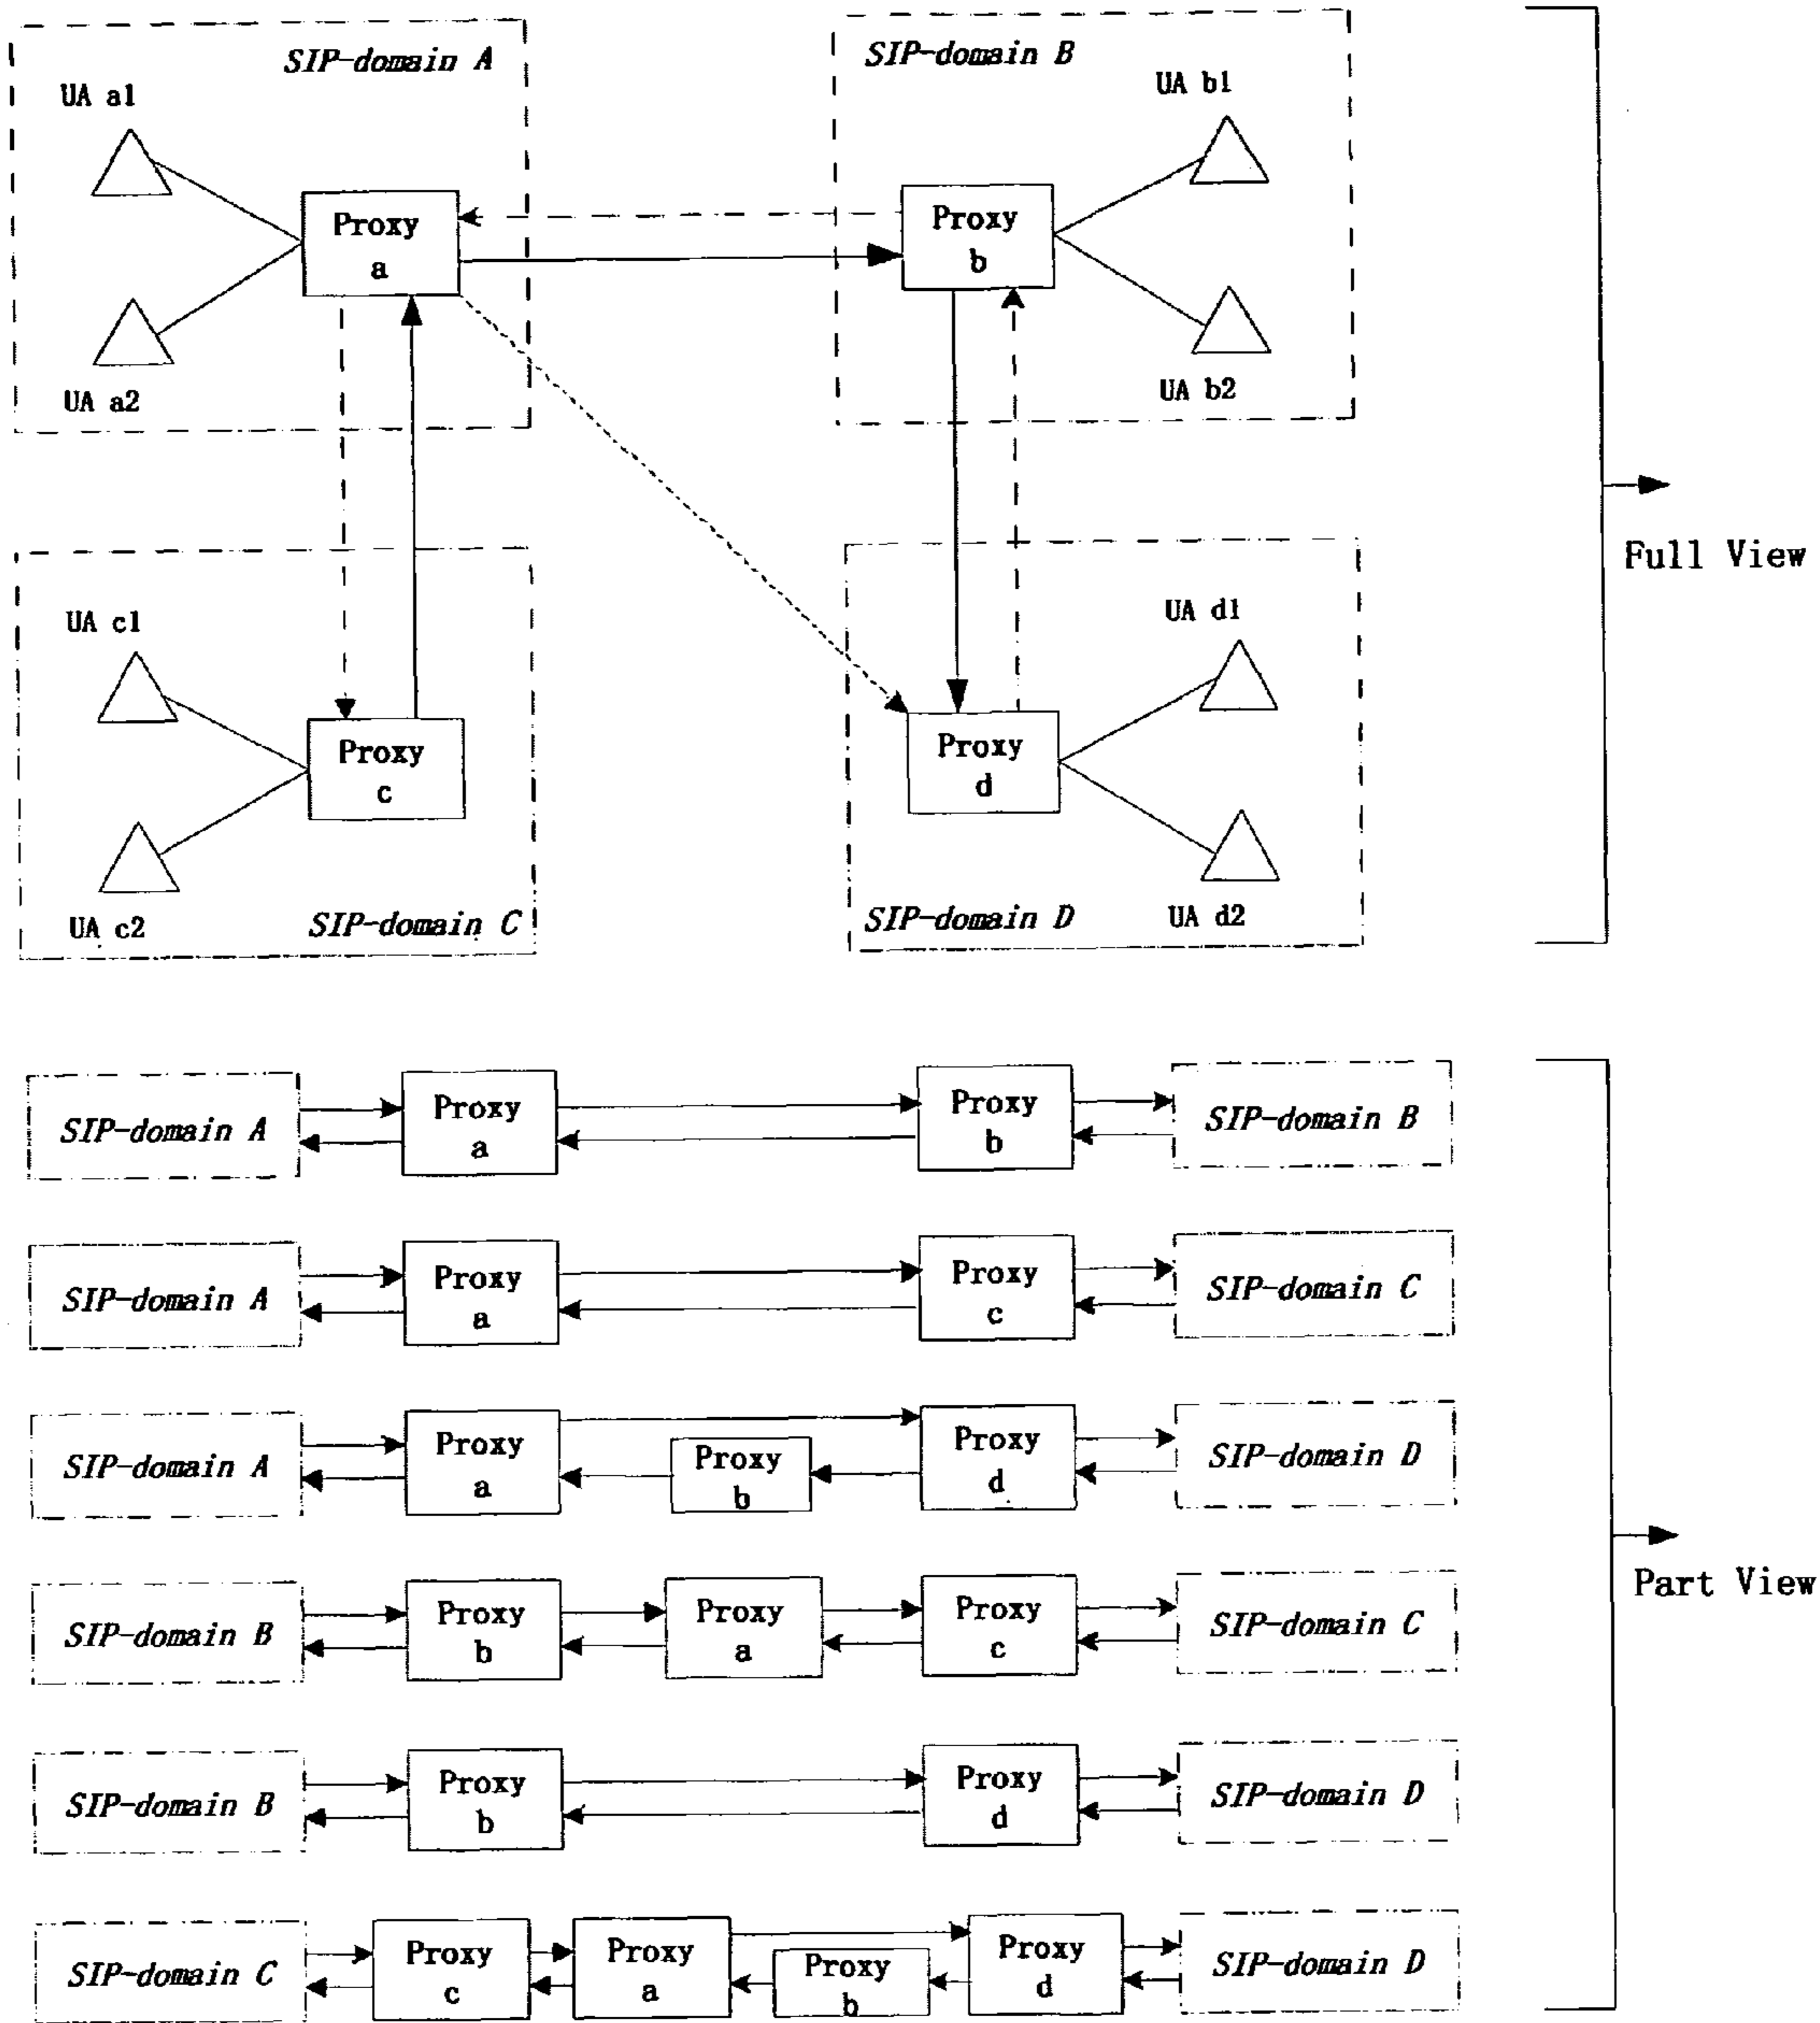 SIP-domain A
SIP-domain B
UA a1
UA b1
Proxy
a
Proxy
b
UA a2
UA b2
Full View
UA c1
UA d1
Proxy
c
Proxy
d
UA c2
SIP-domain C
SIP-domain D
UA d2
SIP-domain A
Proxy
a
Proxy
b
SIP-domain B
SIP-domain A
Proxy
a
Proxy
c
SIP-domain C
SIP-domain A
Proxy
a
Proxy
b
Proxy
d
SIP-domain D
Part View
SIP-domain B
Proxy
b
Proxy
a
Proxy
c
SIP-domain C
SIP-domain B
Proxy
b
Proxy
d
SIP-domain D
SIP-domain C
Proxy
c
Proxy
a
Proxy
b
Proxy
d
SIP-domain D